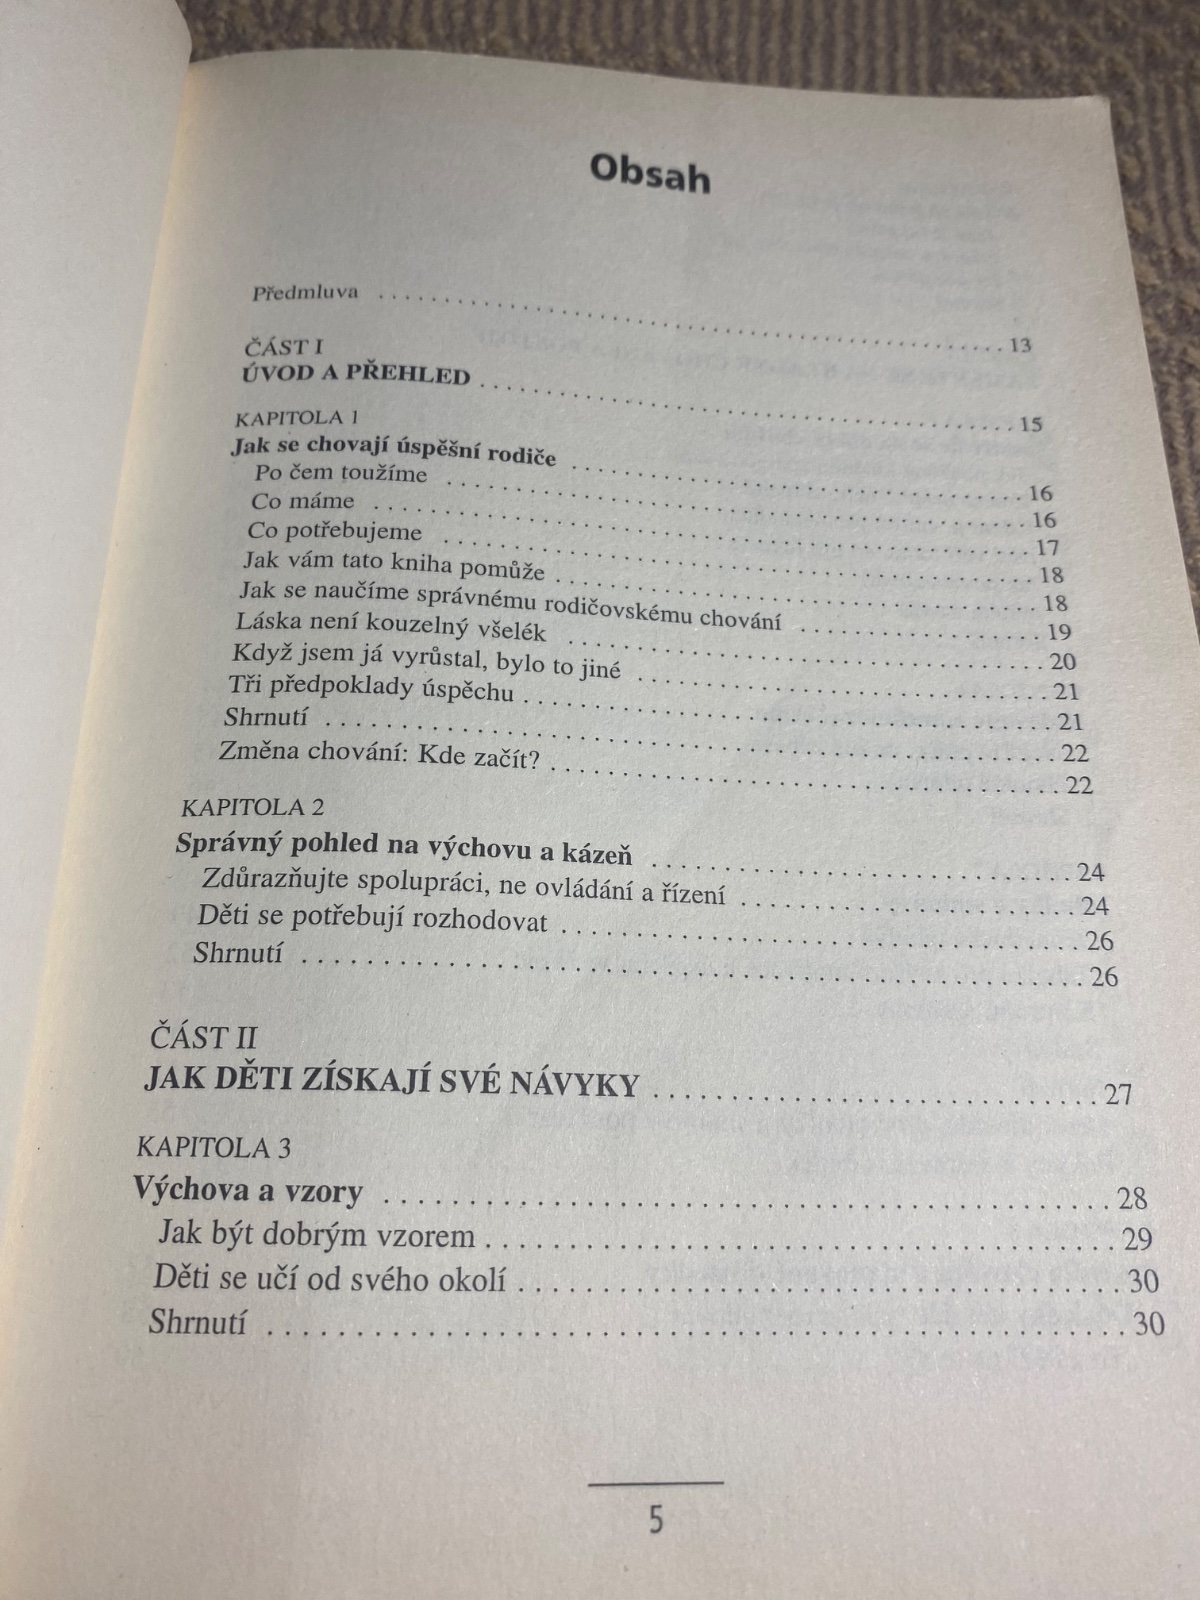 Obsah
Předmluva . . . . . . . . . . . . . . . . . . . . 13
ČÁST I
ÚVOD A PŘEHLED . . . . . . . . . . . . . . . . . . . . 15
KAPITOLA 1
Jak se chovají úspěšní rodiče . . . . . . . . . . . . . . . . . . . . 16
Po čem toužíme . . . . . . . . . . . . . . . . . . . . 16
Co máme . . . . . . . . . . . . . . . . . . . . 17
Co potřebujeme . . . . . . . . . . . . . . . . . . . . 18
Jak vám tato kniha pomůže . . . . . . . . . . . . . . . . . . . . 18
Jak se naučíme správnému rodičovskému chování . . . . . . . . . . 19
Láska není kouzelný všelék . . . . . . . . . . . . . . . . . . . . 20
Když jsem já vyrůstal, bylo to jiné . . . . . . . . . . . . . . . . . . . . 21
Tři předpoklady úspěchu . . . . . . . . . . . . . . . . . . . . 21
Shrnutí . . . . . . . . . . . . . . . . . . . . 22
Změna chování: Kde začít? . . . . . . . . . . . . . . . . . . . . 22
KAPITOLA 2
Správný pohled na výchovu a kázeň . . . . . . . . . . . . . . . . . . . . 24
Zdůrazňujte spolupráci, ne ovládání a řízení . . . . . . . . . . . . . . . 24
Děti se potřebují rozhodovat . . . . . . . . . . . . . . . . . . . . 26
Shrnutí . . . . . . . . . . . . . . . . . . . . 26
ČÁST II
JAK DĚTI ZÍSKAJÍ SVÉ NÁVYKY . . . . . . . . . . . . . . . . . . . . 27
KAPITOLA 3
Výchova a vzory . . . . . . . . . . . . . . . . . . . . 28
Jak být dobrým vzorem . . . . . . . . . . . . . . . . . . . . 29
Děti se učí od svého okolí . . . . . . . . . . . . . . . . . . . . 30
Shrnutí . . . . . . . . . . . . . . . . . . . . 30
5